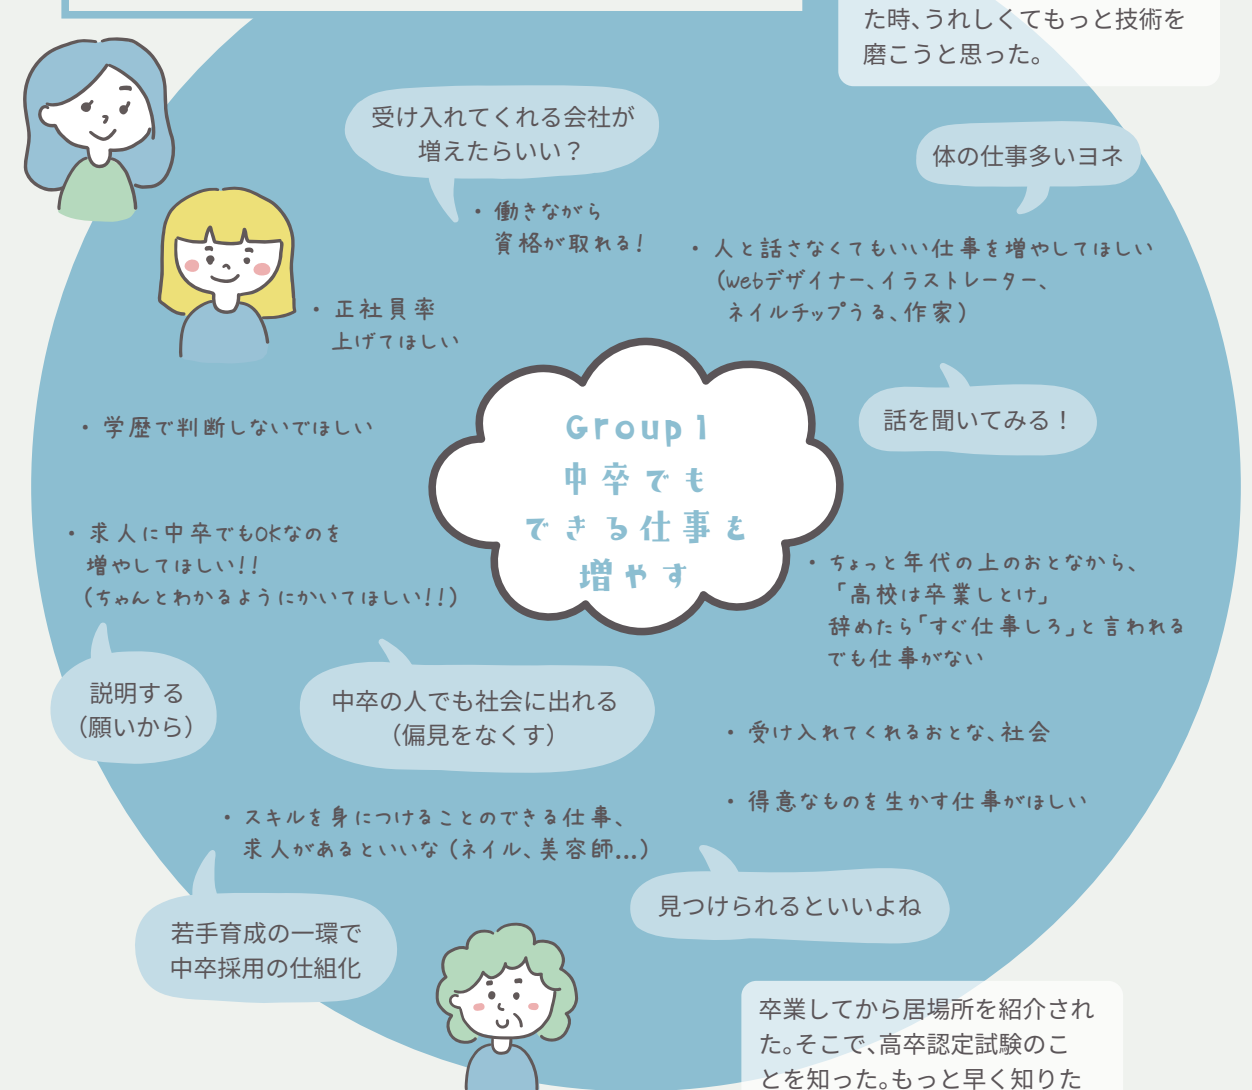 た時、うれしくてもっと技術を
磨こうと思った。
受け入れてくれる会社が
増えたらいい？
体の仕事多いヨネ
・働きながら
資格が取れる！
・人と話さなくてもいい仕事を増やしてほしい
（webデザイナー、イラストレーター、
ネイルチップうる、作家）
・正社員率
上げてほしい
話を聞いてみる！
・学歴で判断しないでほしい
Group1
中卒でも
できる仕事を
増やす
・求人に中卒でもOKなのを
増やしてほしい！！
（ちゃんとわかるようにかいてほしい！！）
・ちょっと年代の上のおとなから、
「高校は卒業しとけ」
辞めたら「すぐ仕事しろ」と言われる
でも仕事がない
説明する
（願いから）
中卒の人でも社会に出れる
（偏見をなくす）
・受け入れてくれるおとな、社会
・得意なものを生かす仕事がほしい
・スキルを身につけることのできる仕事、
求人があるといいな（ネイル、美容師…）
見つけられるといいよね
若手育成の一環で
中卒採用の仕組化
卒業してから居場所を紹介され
た。そこで、高卒認定試験のこ
とを知った。もっと早く知りた